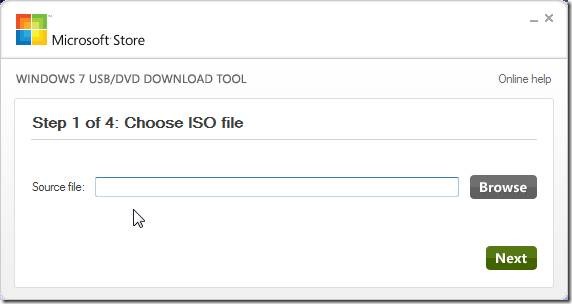 Microsoft Store
WINDOWS 7 USB/DVD DOWNLOAD TOOL
Online help
Step 1 of 4: Choose ISO file
Source file:
Browse
Next